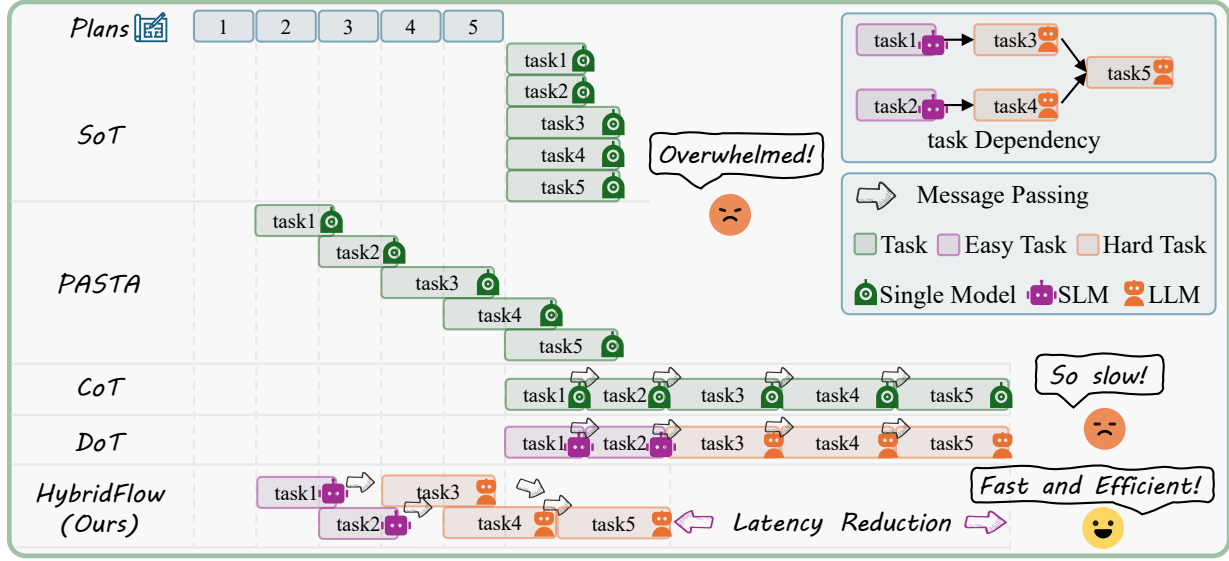 Plans 1 2 3 4 5
SoT
task1
task2
task3
task4
task5
Overwhelmed!
PASTA
task1
task2
task3
task4
task5
CoT
task1 task2 task3 task4 task5
So slow!
DoT
task1 task2 task3 task4 task5
HybridFlow
(Ours)
task1 task3
task2 task4 task5
Latency Reduction
Fast and Efficient!
task1 task3
task5
task2 task4
task Dependency
Message Passing
Task Easy Task Hard Task
Single Model SLM LLM